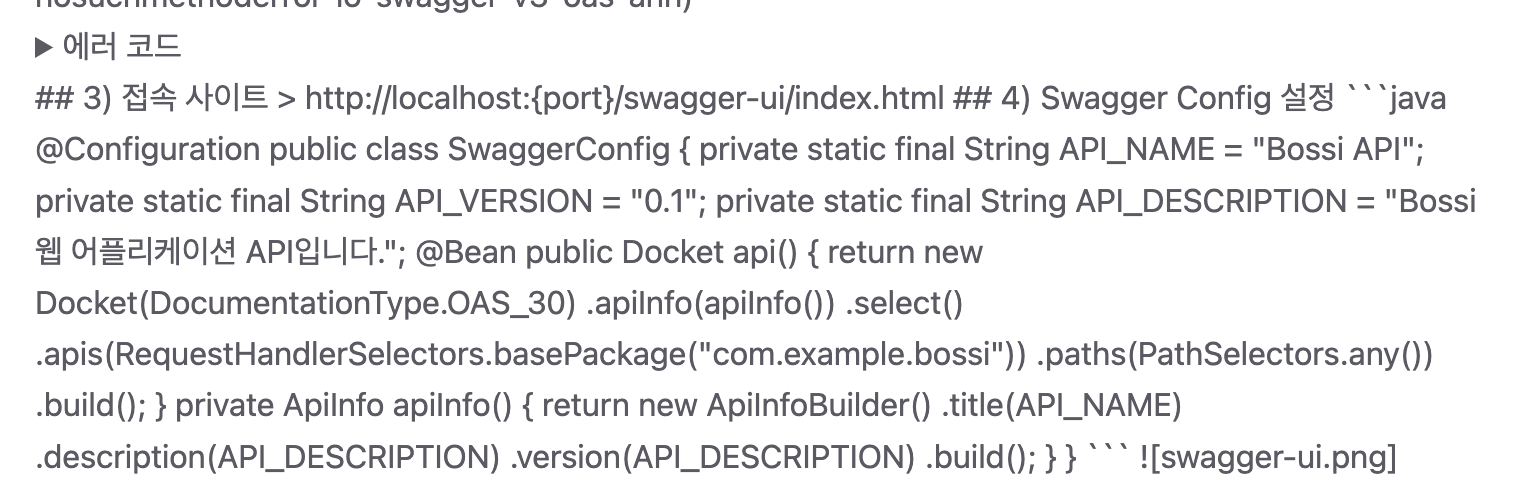 ▶ 에러 코드
## 3) 접속 사이트 > http://localhost:{port}/swagger-ui/index.html ## 4) Swagger Config 설정 ```java
@Configuration public class SwaggerConfig { private static final String API_NAME = "Bossi API";
private static final String API_VERSION = "0.1"; private static final String API_DESCRIPTION = "Bossi
웹 어플리케이션 API입니다."; @Bean public Docket api() { return new
Docket(DocumentationType.OAS_30) .apiInfo(apiInfo()) .select()
.apis(RequestHandlerSelectors.basePackage("com.example.bossi")) .paths(PathSelectors.any())
.build(); } private ApiInfo apiInfo() { return new ApiInfoBuilder() .title(API_NAME)
.description(API_DESCRIPTION) .version(API_DESCRIPTION) .build(); } } ``` ![swagger-ui.png]